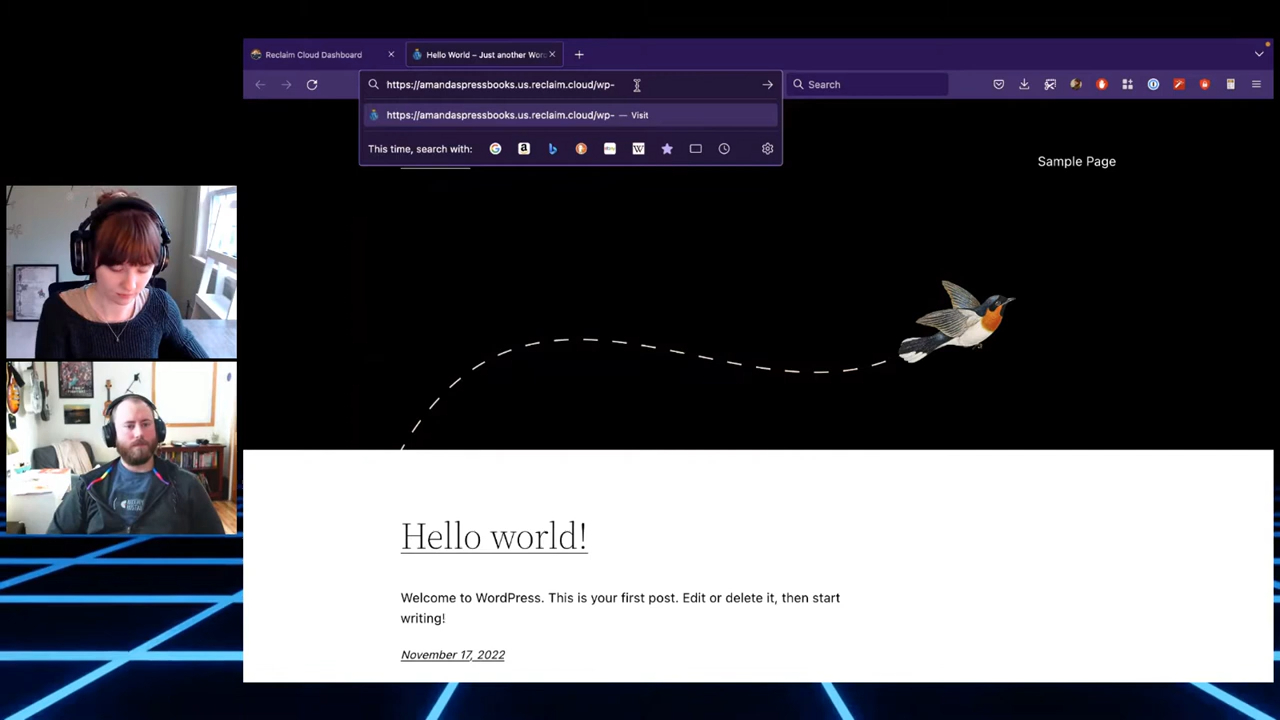 Reclaim Cloud Dashboard
Hello World – Just another Wor
https://amandaspressbooks.us.reclaim.cloud/wp-
Search
https://amandaspressbooks.us.reclaim.cloud/wp- — Visit
This time, search with:
Sample Page
Hello world!
Welcome to WordPress. This is your first post. Edit or delete it, then start
writing!
November 17, 2022